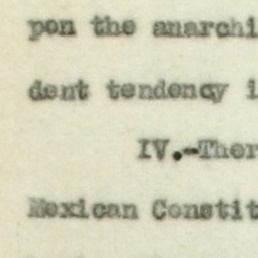 pon the anarchi
dent tendency i
IV.-Ther
Mexican Constit